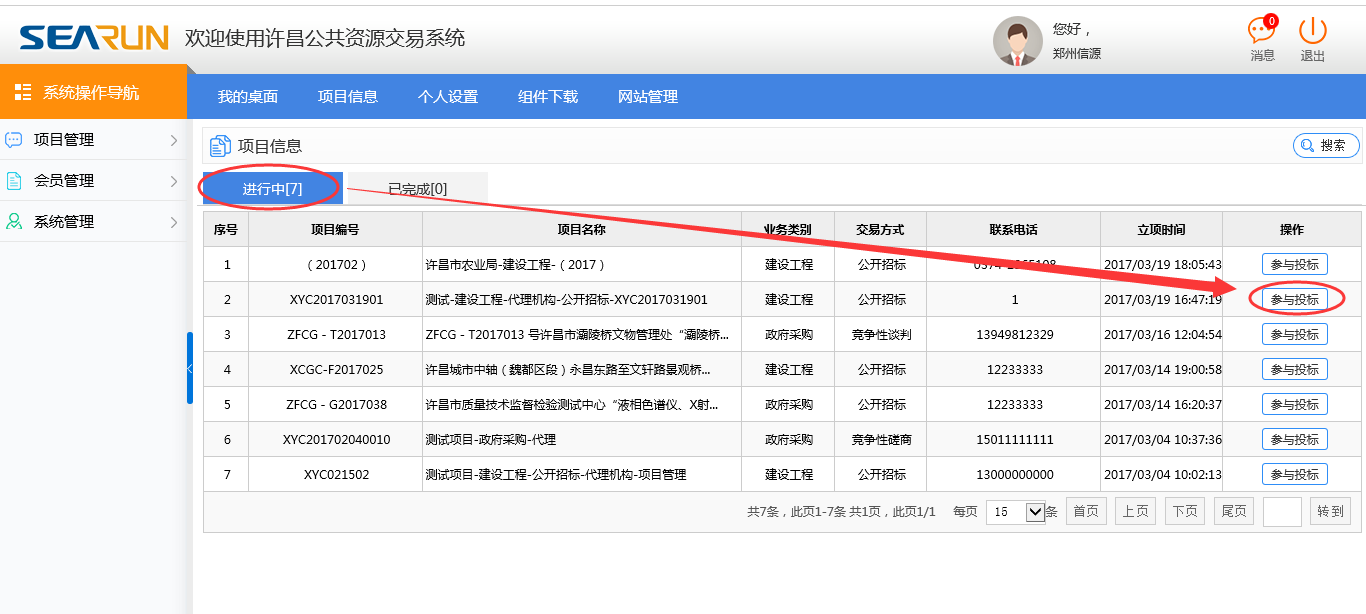 SEARUN 欢迎使用许昌公共资源交易系统
您好，
郑州信源
0
消息 退出
系统操作导航
我的桌面 项目信息 个人设置 组件下载 网站管理
项目管理
会员管理
系统管理
项目信息 搜索
进行中[7] 已完成[0]
序号 项目编号 项目名称 业务类别 交易方式 联系电话 立项时间 操作
1 （201702） 许昌市农业局-建设工程-（2017） 建设工程 公开招标 2017/03/19 18:05:43 参与投标
2 XYC2017031901 测试-建设工程-代理机构-公开招标-XYC2017031901 建设工程 公开招标 1 2017/03/19 16:47:19 参与投标
3 ZFCG - T2017013 ZFCG - T2017013 号许昌市灞陵桥文物管理处“灞陵桥... 政府采购 竞争性谈判 13949812329 2017/03/16 12:04:54 参与投标
4 XCGC-F2017025 许昌城市中轴（魏都区段）永昌东路至文轩路景观桥... 建设工程 公开招标 12233333 2017/03/14 19:00:58 参与投标
5 ZFCG - G2017038 许昌市质量技术监督检验测试中心“液相色谱仪、X射... 政府采购 公开招标 12233333 2017/03/14 16:20:37 参与投标
6 XYC201702040010 测试项目-政府采购-代理 政府采购 竞争性磋商 15011111111 2017/03/04 10:37:36 参与投标
7 XYC021502 测试项目-建设工程-公开招标-代理机构-项目管理 建设工程 公开招标 13000000000 2017/03/04 10:02:13 参与投标
共7条，此页1-7条 共1页，此页1/1 每页 15 条 首页 上页 下页 尾页 转到